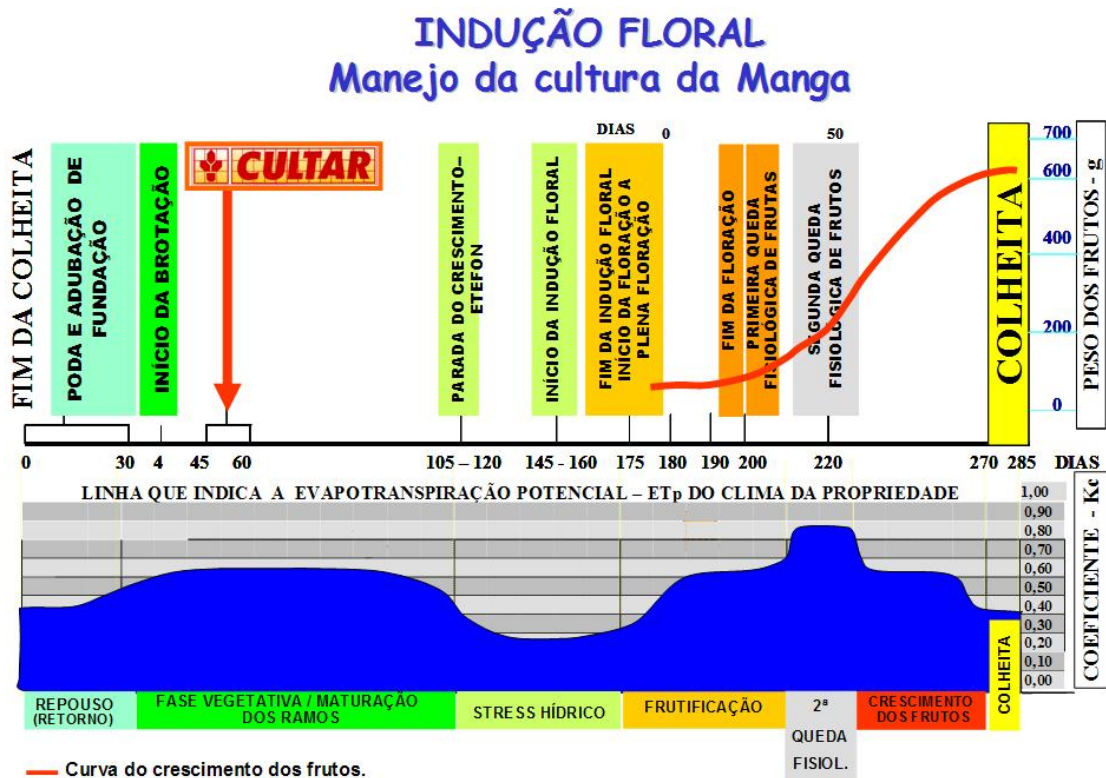 INDUÇÃO FLORAL
Manejo da cultura da Manga
FIM DA COLHEITA
PODA E ADUBAÇÃO DE
FUNDAÇÃO
INÍCIO DA BROTAÇÃO
CULTAR
PARADA DO CRESCIMENTO–
ETEFON
INÍCIO DA INDUÇÃO FLORAL
DIAS 0 50
FIM DA INDUÇÃO FLORAL
INÍCIO DA FLORAÇÃO A
PLENA FLORAÇÃO
FIM DA FLORAÇÃO
PRIMEIRA QUEDA
FISIOLÓGICA DE FRUTAS
SEGUNDA QUEDA
FISIOLÓGICA DE FRUTOS
COLHEITA
700
600
400
200
0
PESO DOS FRUTOS - g
0 30 4 45 60 105 – 120 145 - 160 175 180 190 200 220 270 285 DIAS
LINHA QUE INDICA A EVAPOTRANSPIRAÇÃO POTENCIAL – ETp DO CLIMA DA PROPRIEDADE
1,00
0,90
0,80
0,70
0,60
0,50
0,40
0,30
0,20
0,10
0,00
COEFICIENTE - Kc
REPOUSO
(RETORNO)
FASE VEGETATIVA / MATURAÇÃO
DOS RAMOS
STRESS HÍDRICO
FRUTIFICAÇÃO
2ª
QUEDA
FISIOL.
CRESCIMENTO
DOS FRUTOS
COLHEITA
Curva do crescimento dos frutos.